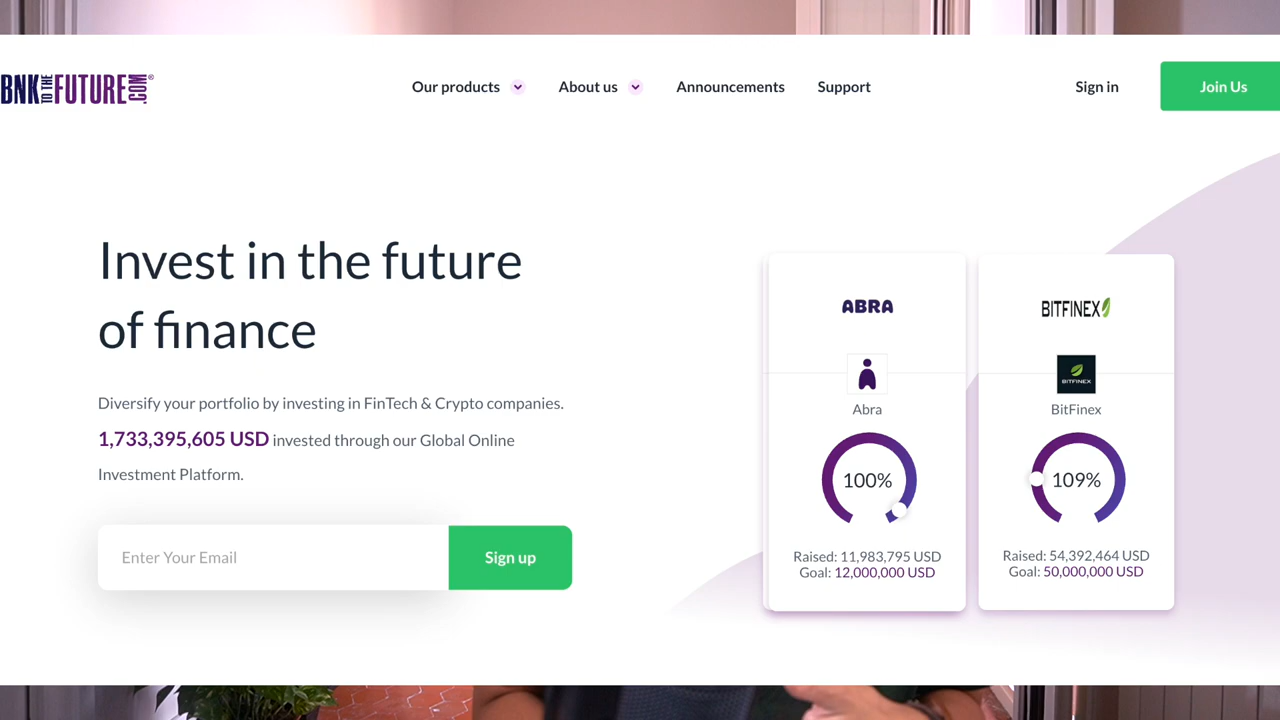 BNK TO THE FUTURE .COM ®
Our products
About us
Announcements
Support
Sign in
Join Us
Invest in the future
of finance
Diversify your portfolio by investing in FinTech & Crypto companies.
1,733,395,605 USD invested through our Global Online
Investment Platform.
Enter Your Email
Sign up
ABRA
Abra
100%
Raised: 11,983,795 USD
Goal: 12,000,000 USD
BITFINEX
BITFINEX
BitFinex
109%
Raised: 54,392,464 USD
Goal: 50,000,000 USD